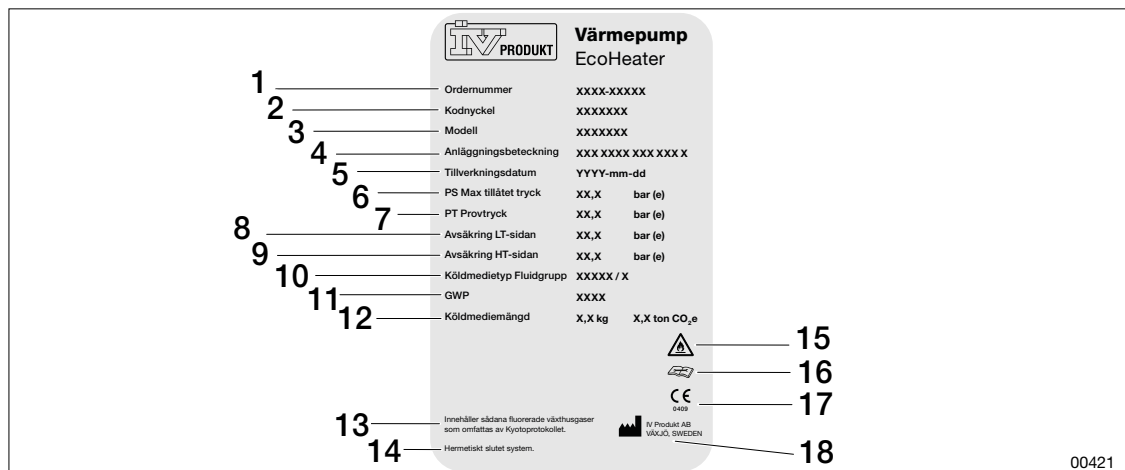 IV PRODUKT
Värmepump
EcoHeater
1 Ordernummer XXXX-XXXXX
2 Kodnyckel XXXXXXX
3 Modell XXXXXXX
4 Anläggningsbeteckning XXX XXXX XXX XXX X
5 Tillverkningsdatum YYYY-mm-dd
6 PS Max tillåtet tryck XX,X bar (e)
7 PT Provtryck XX,X bar (e)
8 Avsäkring LT-sidan XX,X bar (e)
9 Avsäkring HT-sidan XX,X bar (e)
10 Köldmedietyp Fluidgrupp XXXXX / X
11 GWP XXXX
12 Köldmediemängd X,X kg X,X ton CO₂e
15
16
CE 17
0409
13 Innehåller sådana fluorerade växthusgaser
som omfattas av Kyotoprotokollet.
14 Hermetiskt slutet system.
IV Produkt AB
VÄXJÖ, SWEDEN
18
00421